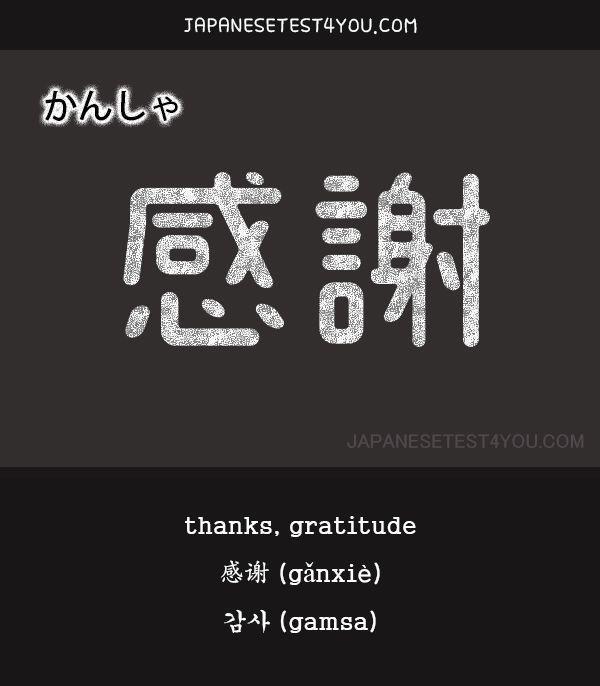 JAPANESETEST4YOU.COM
かんしゃ
感謝
JAPANESETEST4YOU.COM
thanks, gratitude
感谢 (gǎnxiè)
감사 (gamsa)